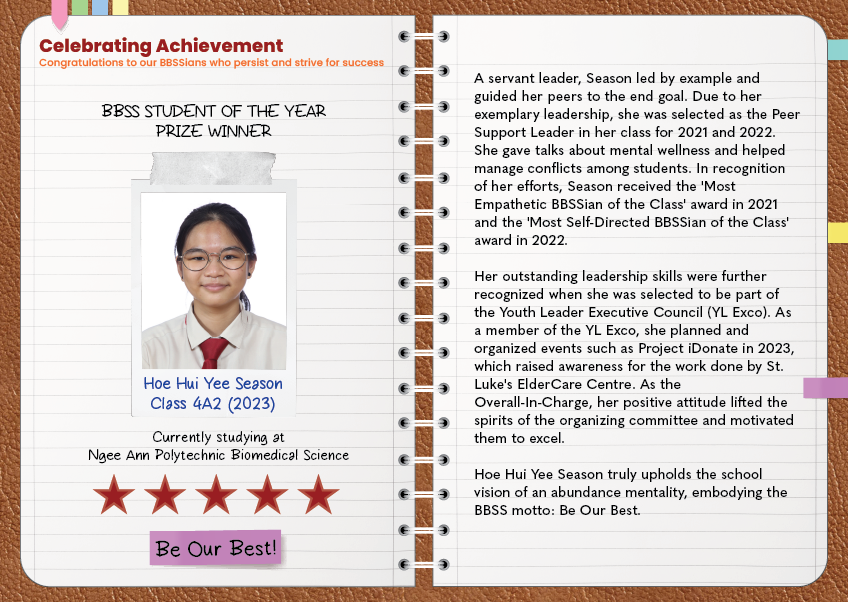 Celebrating Achievement
Congratulations to our BBSSians who persist and strive for success
BBSS STUDENT OF THE YEAR
PRIZE WINNER
Hoe Hui Yee Season
Class 4A2 (2023)
Currently studying at
Ngee Ann Polytechnic Biomedical Science
Be Our Best!
A servant leader, Season led by example and
guided her peers to the end goal. Due to her
exemplary leadership, she was selected as the Peer
Support Leader in her class for 2021 and 2022.
She gave talks about mental wellness and helped
manage conflicts among students. In recognition
of her efforts, Season received the 'Most
Empathetic BBSSian of the Class' award in 2021
and the 'Most Self-Directed BBSSian of the Class'
award in 2022.
Her outstanding leadership skills were further
recognized when she was selected to be part of
the Youth Leader Executive Council (YL Exco). As
a member of the YL Exco, she planned and
organized events such as Project iDonate in 2023,
which raised awareness for the work done by St.
Luke's ElderCare Centre. As the
Overall-In-Charge, her positive attitude lifted the
spirits of the organizing committee and motivated
them to excel.
Hoe Hui Yee Season truly upholds the school
vision of an abundance mentality, embodying the
BBSS motto: Be Our Best.